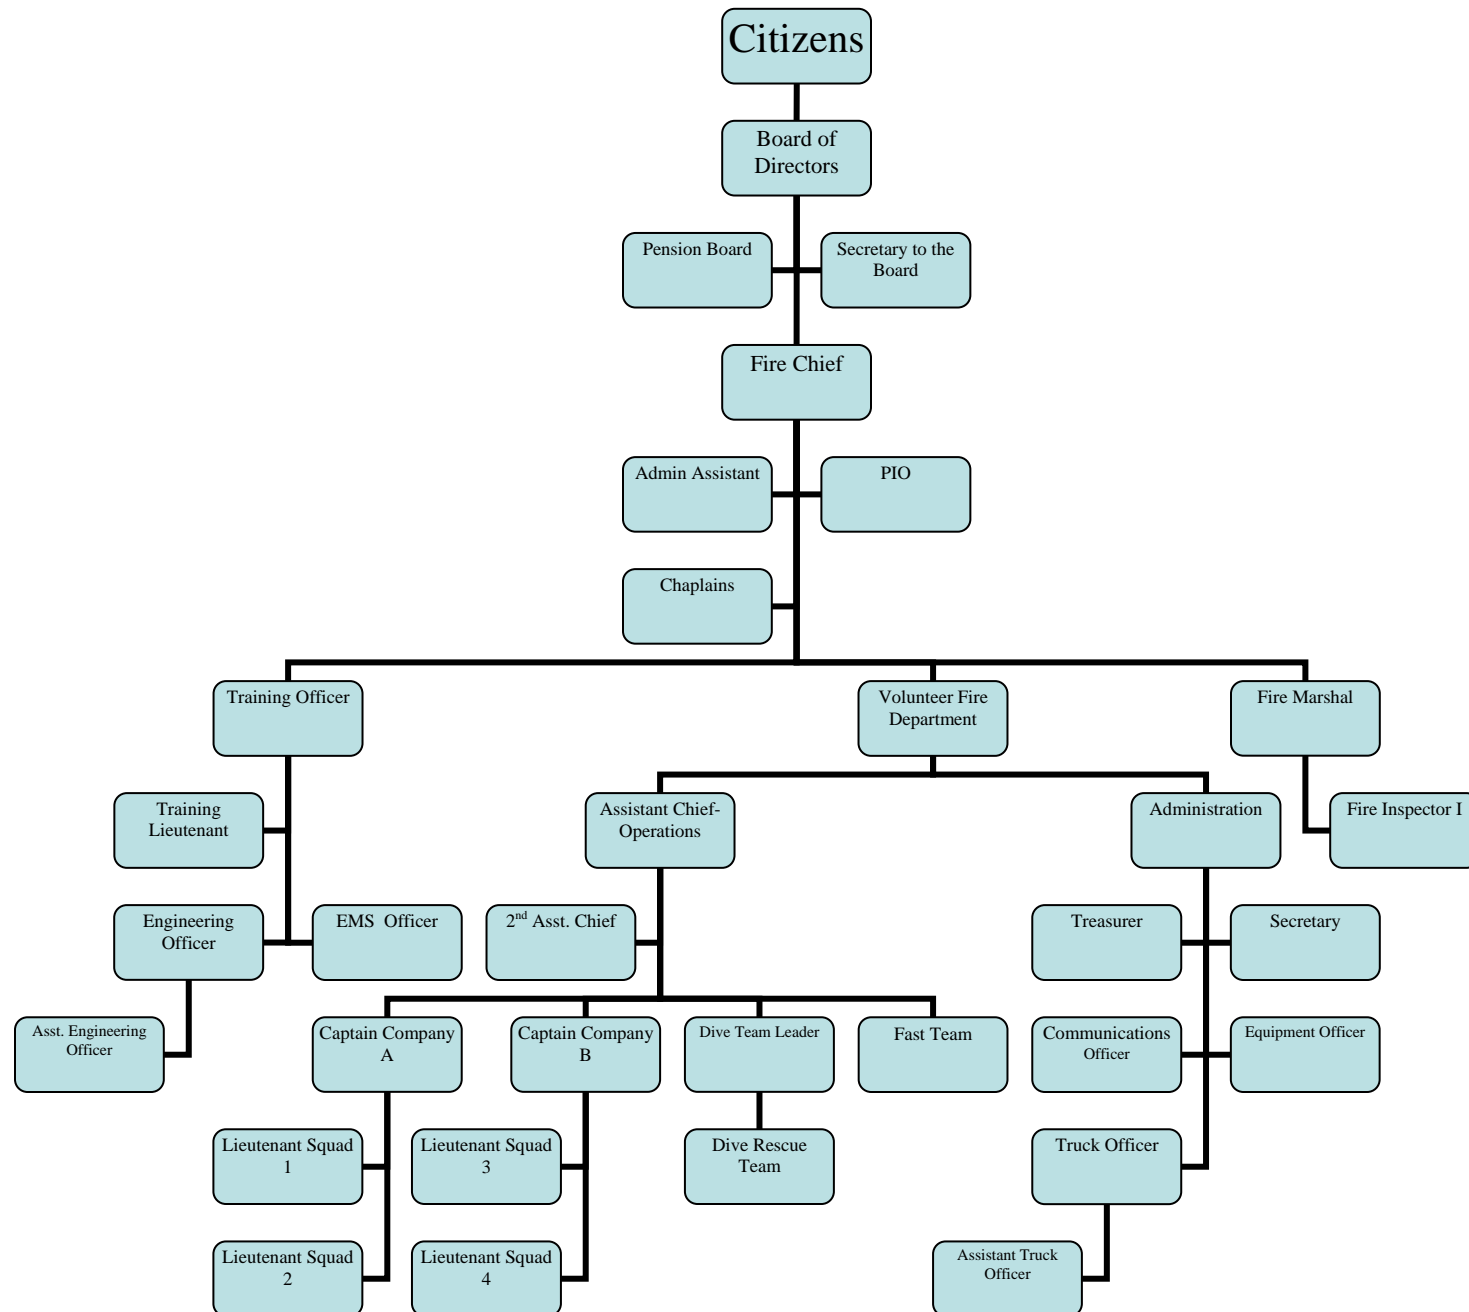 Citizens
Board of
Directors
Pension Board
Secretary to the
Board
Fire Chief
Admin Assistant
PIO
Chaplains
Training Officer
Volunteer Fire
Department
Fire Marshal
Training
Lieutenant
Assistant Chief-
Operations
Administration
Fire Inspector I
Engineering
Officer
EMS  Officer
2nd Asst. Chief
Treasurer
Secretary
Asst. Engineering
Officer
Captain Company
A
Captain Company
B
Dive Team Leader
Fast Team
Communications
Officer
Equipment Officer
Lieutenant Squad
1
Lieutenant Squad
3
Dive Rescue
Team
Truck Officer
Lieutenant Squad
2
Lieutenant Squad
4
Assistant Truck
Officer